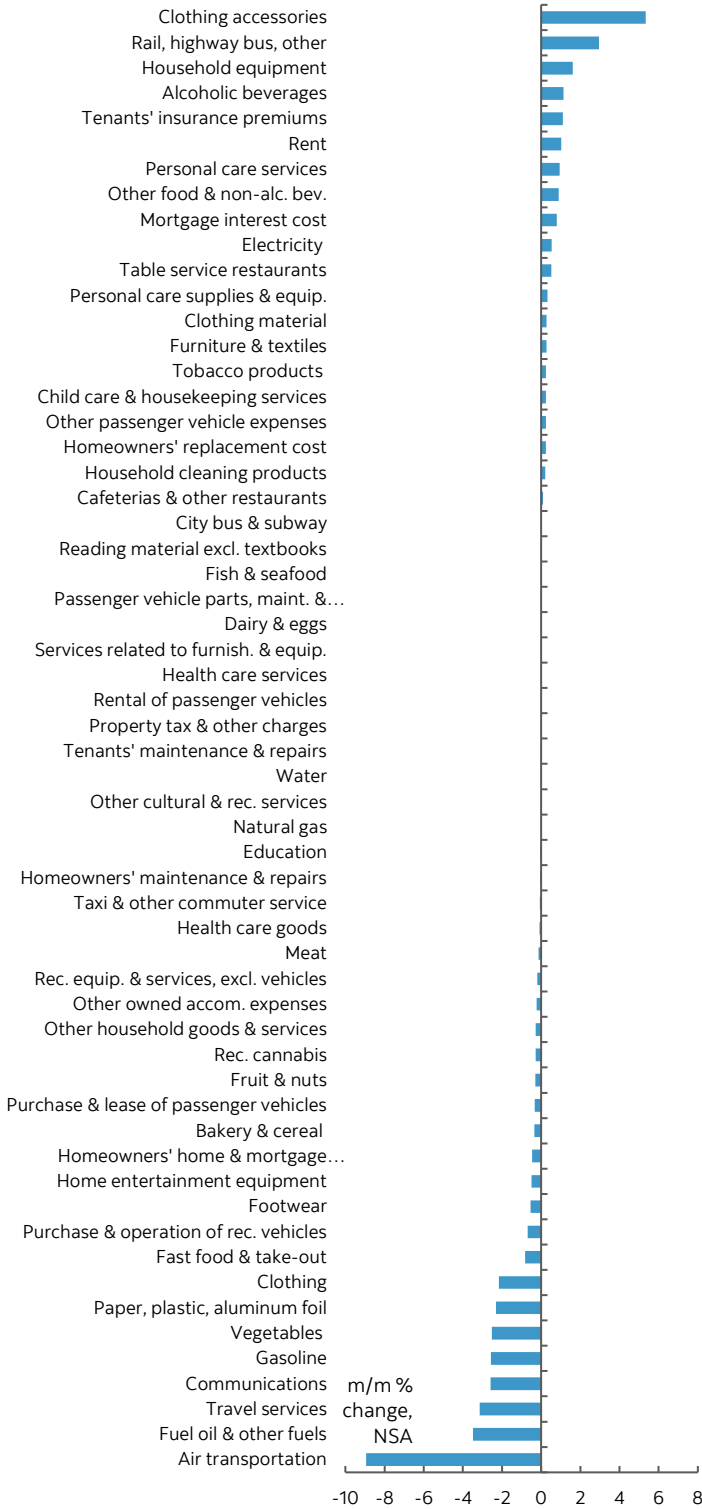 Clothing accessories
Rail, highway bus, other
Household equipment
Alcoholic beverages
Tenants' insurance premiums
Rent
Personal care services
Other food & non-alc. bev.
Mortgage interest cost
Electricity
Table service restaurants
Personal care supplies & equip.
Clothing material
Furniture & textiles
Tobacco products
Child care & housekeeping services
Other passenger vehicle expenses
Homeowners' replacement cost
Household cleaning products
Cafeterias & other restaurants
City bus & subway
Reading material excl. textbooks
Fish & seafood
Passenger vehicle parts, maint. &…
Dairy & eggs
Services related to furnish. & equip.
Health care services
Rental of passenger vehicles
Property tax & other charges
Tenants' maintenance & repairs
Water
Other cultural & rec. services
Natural gas
Education
Homeowners' maintenance & repairs
Taxi & other commuter service
Health care goods
Meat
Rec. equip. & services, excl. vehicles
Other owned accom. expenses
Other household goods & services
Rec. cannabis
Fruit & nuts
Purchase & lease of passenger vehicles
Bakery & cereal
Homeowners' home & mortgage…
Home entertainment equipment
Footwear
Purchase & operation of rec. vehicles
Fast food & take-out
Clothing
Paper, plastic, aluminum foil
Vegetables
Gasoline
Communications
Travel services
Fuel oil & other fuels
Air transportation
m/m %
change,
NSA
-10 -8 -6 -4 -2 0 2 4 6 8